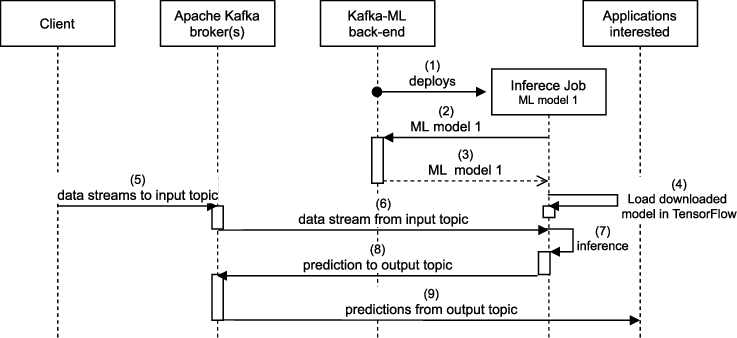 Client
Apache Kafka
broker(s)
Kafka-ML
back-end
Applications
interested
(1)
deploys
Inferece Job
ML model 1
(2)
ML model 1
(3)
ML model 1
(4)
Load downloaded
model in TensorFlow
(5)
data streams to input topic
(6)
data stream from input topic
(7)
inference
(8)
prediction to output topic
(9)
predictions from output topic